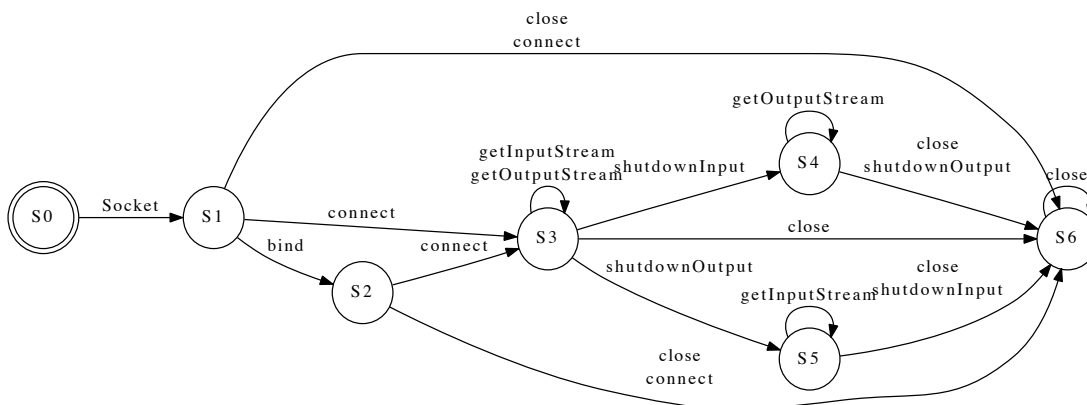 close
connect
getOutputStream
getInputStream
getOutputStream
shutdownInput
S4
close
shutdownOutput
close
S0
Socket
S1
connect
S3
close
S6
bind
connect
S2
shutdownOutput
getInputStream
close
shutdownInput
S5
close
connect